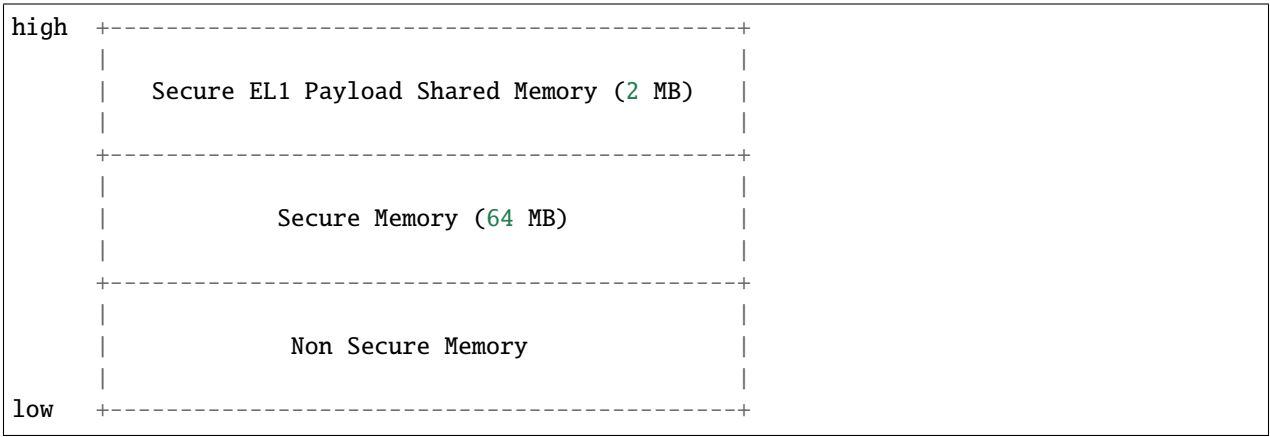 high +---------------------------------------------+
| |
| Secure EL1 Payload Shared Memory (2 MB) |
| |
+---------------------------------------------+
| |
| Secure Memory (64 MB) |
| |
+---------------------------------------------+
| |
| Non Secure Memory |
| |
low +---------------------------------------------+